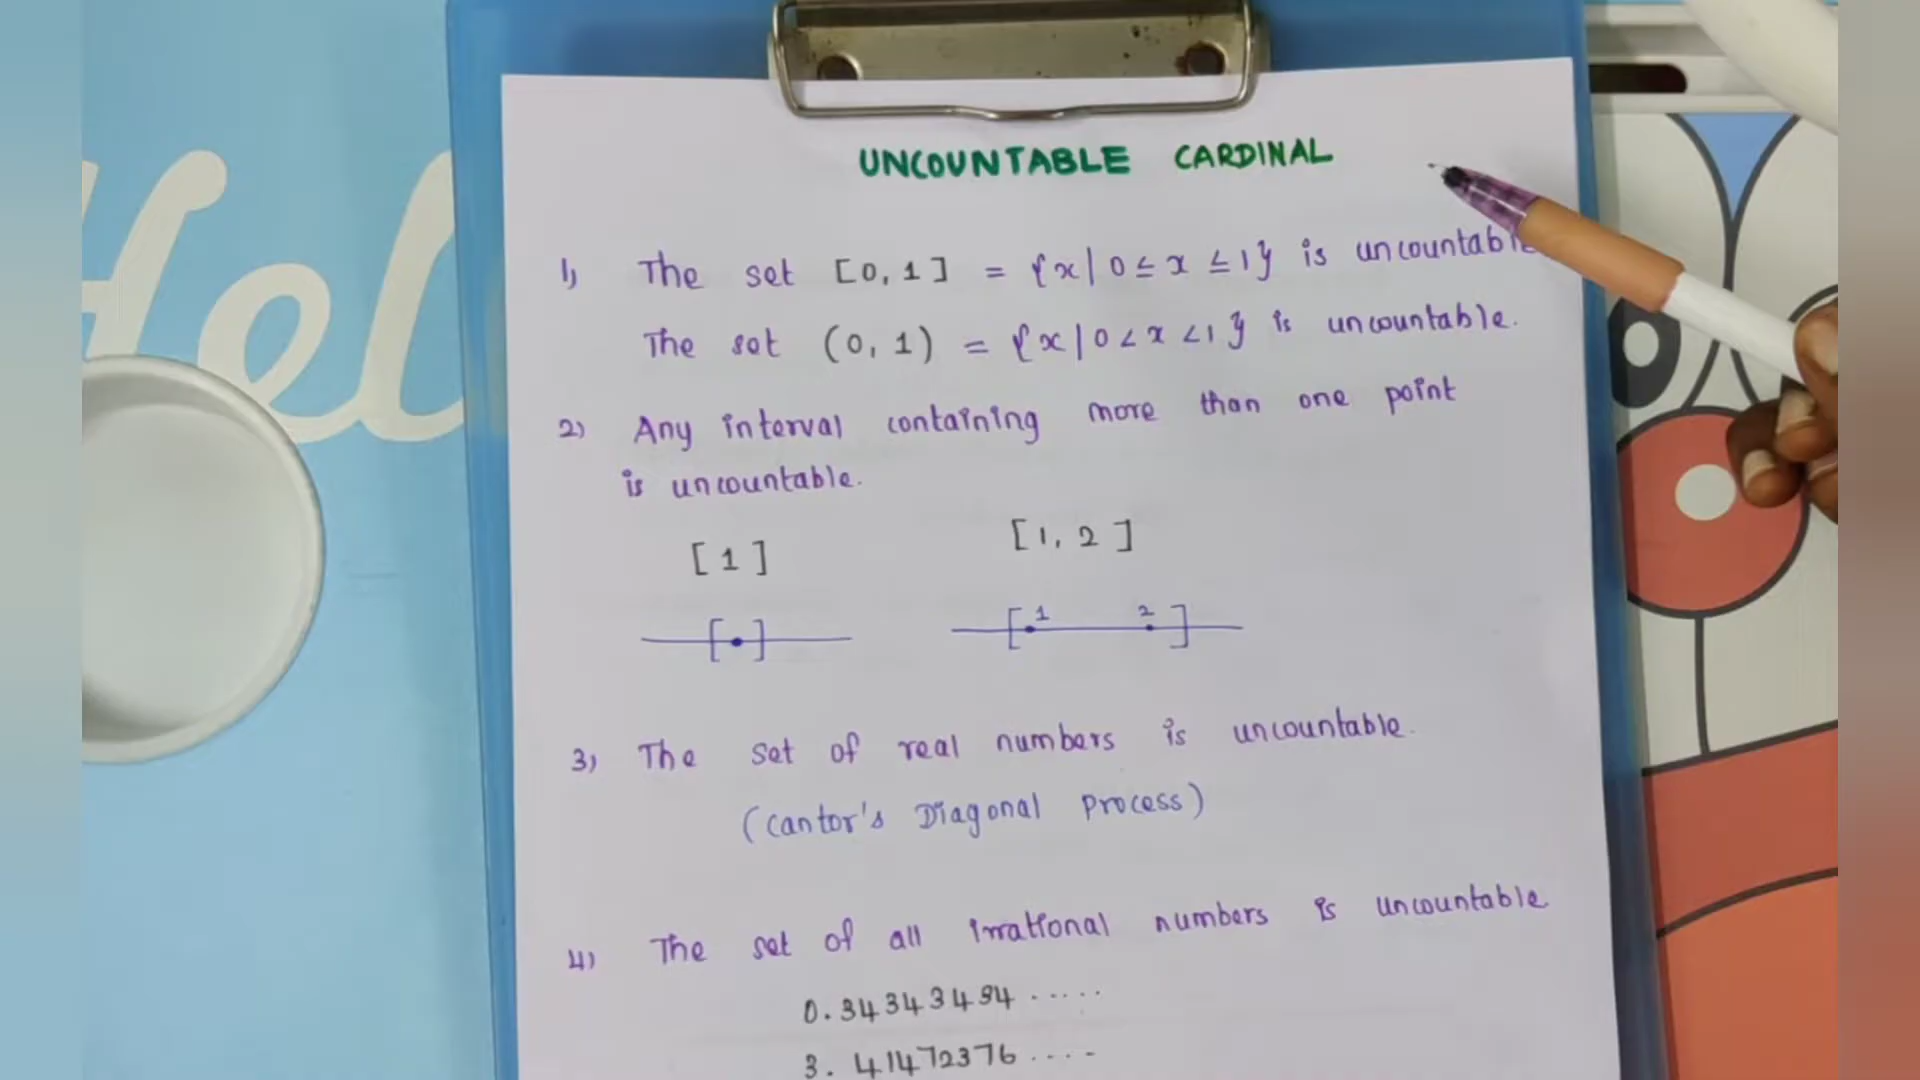 UNCOUNTABLE CARDINAL
1) The set [0, 1] = {x | 0 ≤ x ≤ 1} is uncountable.
The set (0, 1) = {x | 0 < x < 1} is uncountable.
2) Any interval containing more than one point
is uncountable.
[1] [1, 2]
[•] [1 2]
3) The set of real numbers is uncountable.
(Cantor's Diagonal Process)
4) The set of all irrational numbers is uncountable
0.34343434 .....
3. 41472376 ....
Hel